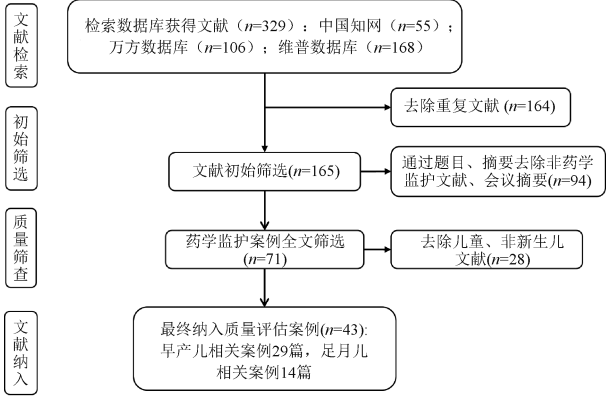 文献检索
检索数据库获得文献（n=329）：中国知网（n=55）；
万方数据库（n=106）；维普数据库（n=168）
去除重复文献 (n=164)
初始筛选
文献初始筛选(n=165)
通过题目、摘要去除非药学
监护文献、会议摘要(n=94)
质量筛查
药学监护案例全文筛选
(n=71)
去除儿童、非新生儿
文献(n=28)
文献纳入
最终纳入质量评估案例(n=43):
早产儿相关案例29篇，足月儿
相关案例14篇